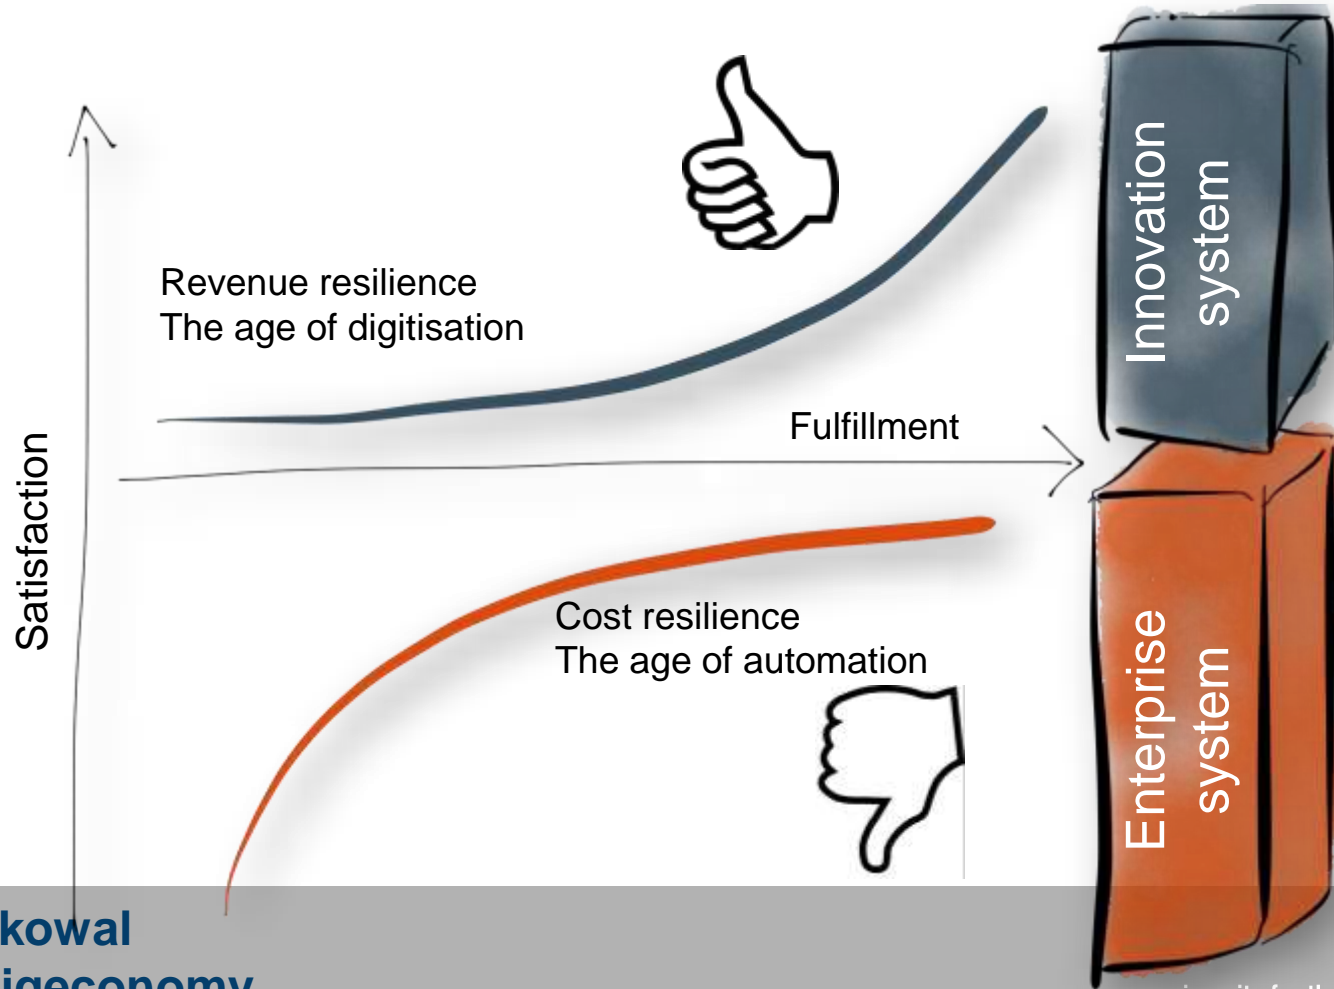 Innovation
system
Revenue resilience
The age of digitisation
Fulfillment
Satisfaction
Cost resilience
The age of automation
Enterprise
system
kowal
igeconomy